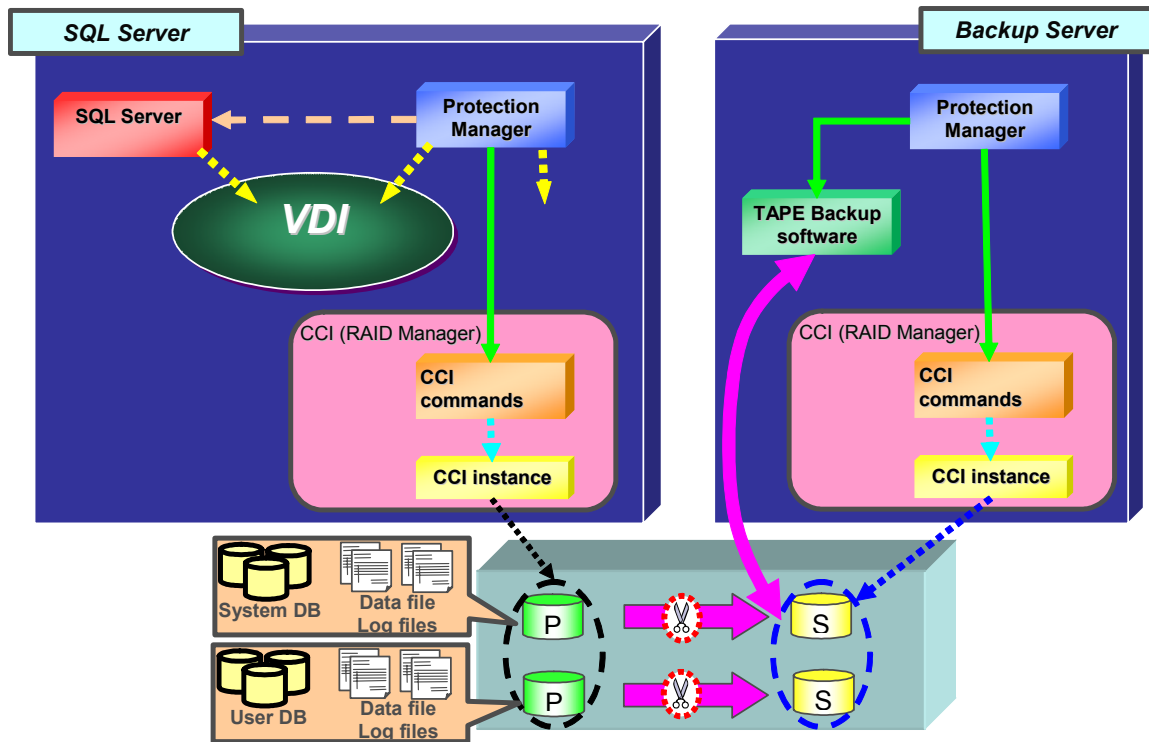 SQL Server
Backup Server
SQL Server
Protection
Manager
VDI
Protection
Manager
TAPE Backup
software
CCI (RAID Manager)
CCI
commands
CCI instance
CCI (RAID Manager)
CCI
commands
CCI instance
System DB
Data file
Log files
P
S
User DB
Data file
Log files
P
S